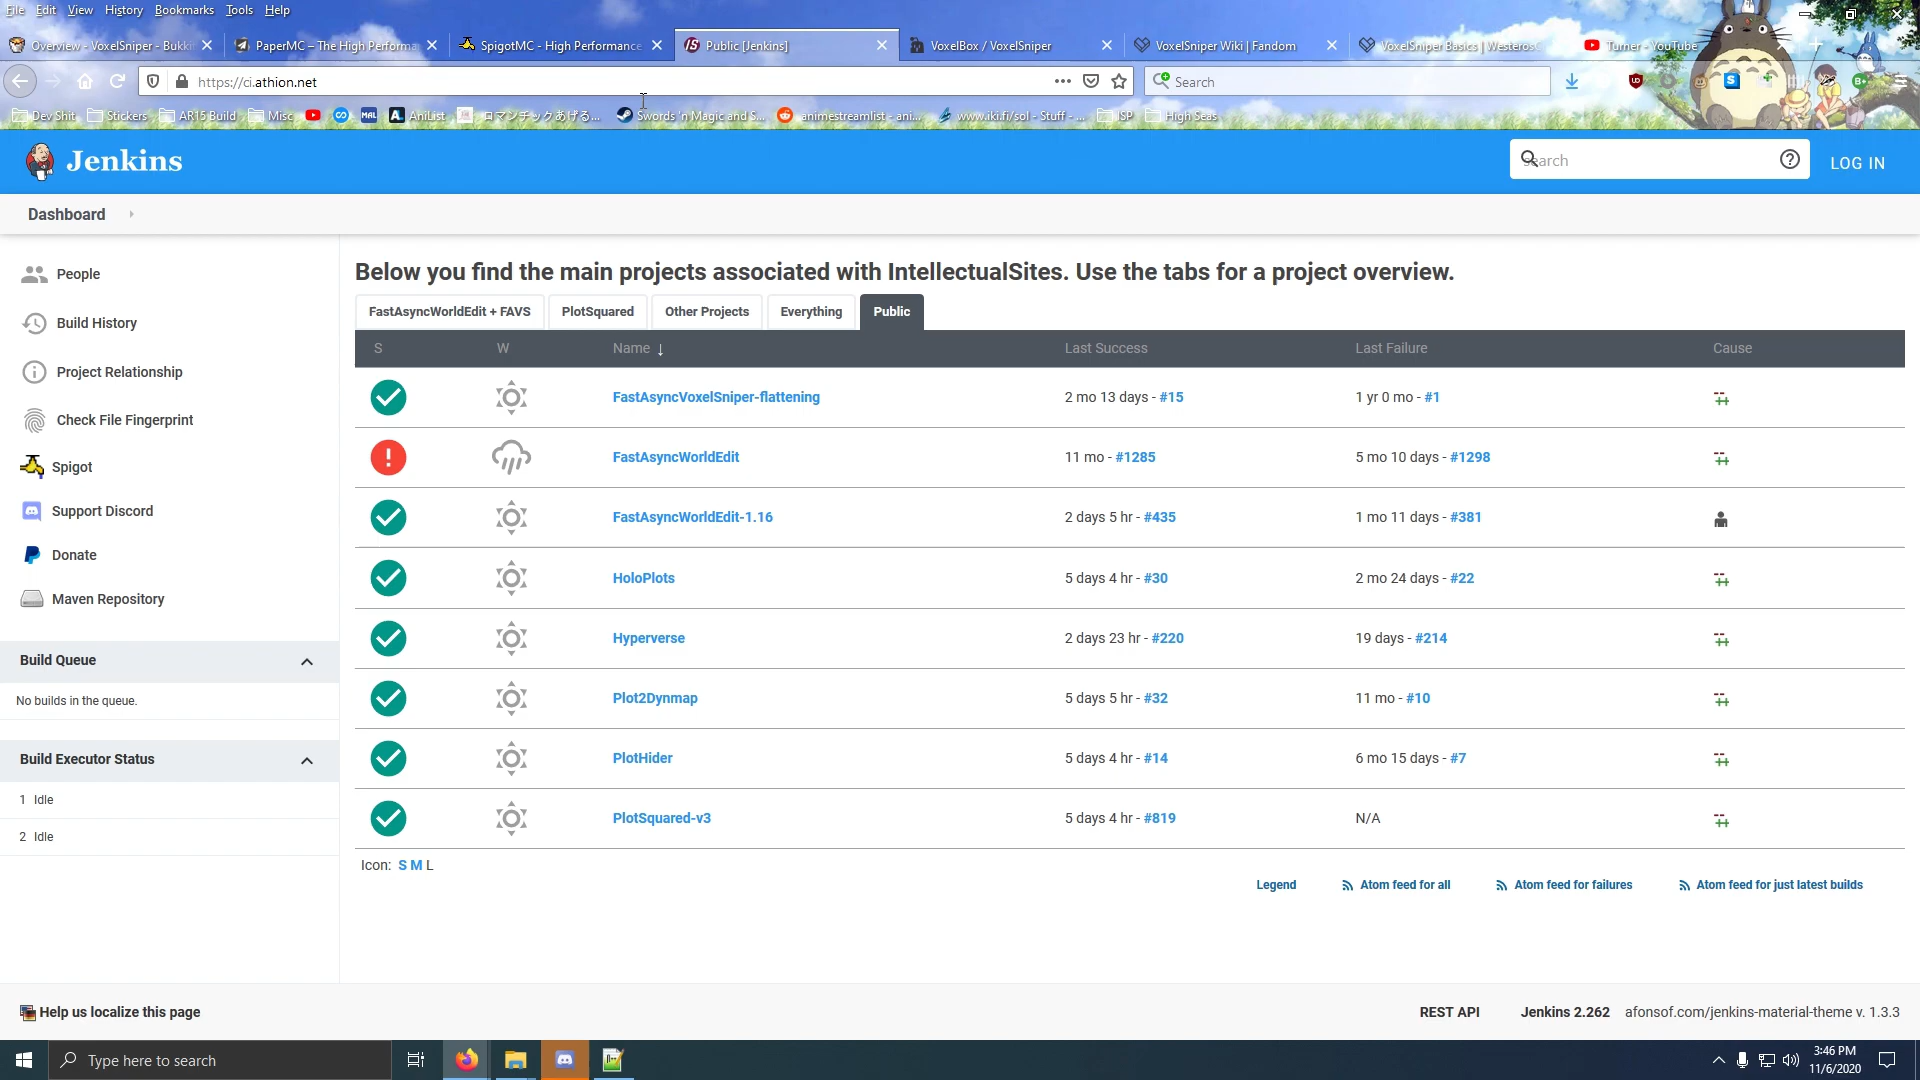 File Edit View History Bookmarks Tools Help
Overview - VoxelSniper - Bukki
PaperMC – The High Performa
SpigotMC - High Performance
Public [Jenkins]
VoxelBox / VoxelSniper
VoxelSniper Wiki | Fandom
VoxelSniper Basics | Westeros
Turner - YouTube
https://ci.athion.net
Search
Dev Shit
Stickers
AR15 Build
Misc
MAL
AniList
ロマンチックあげる...
Swords 'n Magic and S...
animestreamlist - ani...
www.iki.fi/sol - Stuff - ...
ISP
High Seas
Jenkins
search
LOG IN
Dashboard
People
Build History
Project Relationship
Check File Fingerprint
Spigot
Support Discord
Donate
Maven Repository
Build Queue
No builds in the queue.
Build Executor Status
1 Idle
2 Idle
Below you find the main projects associated with IntellectualSites. Use the tabs for a project overview.
FastAsyncWorldEdit + FAVS PlotSquared Other Projects Everything Public
S W Name ↓ Last Success Last Failure Cause
FastAsyncVoxelSniper-flattening 2 mo 13 days - #15 1 yr 0 mo - #1
FastAsyncWorldEdit 11 mo - #1285 5 mo 10 days - #1298
FastAsyncWorldEdit-1.16 2 days 5 hr - #435 1 mo 11 days - #381
HoloPlots 5 days 4 hr - #30 2 mo 24 days - #22
Hyperverse 2 days 23 hr - #220 19 days - #214
Plot2Dynmap 5 days 5 hr - #32 11 mo - #10
PlotHider 5 days 4 hr - #14 6 mo 15 days - #7
PlotSquared-v3 5 days 4 hr - #819 N/A
Icon: S M L
Legend Atom feed for all Atom feed for failures Atom feed for just latest builds
Help us localize this page
REST API Jenkins 2.262 afonsof.com/jenkins-material-theme v. 1.3.3
Type here to search
3:46 PM
11/6/2020